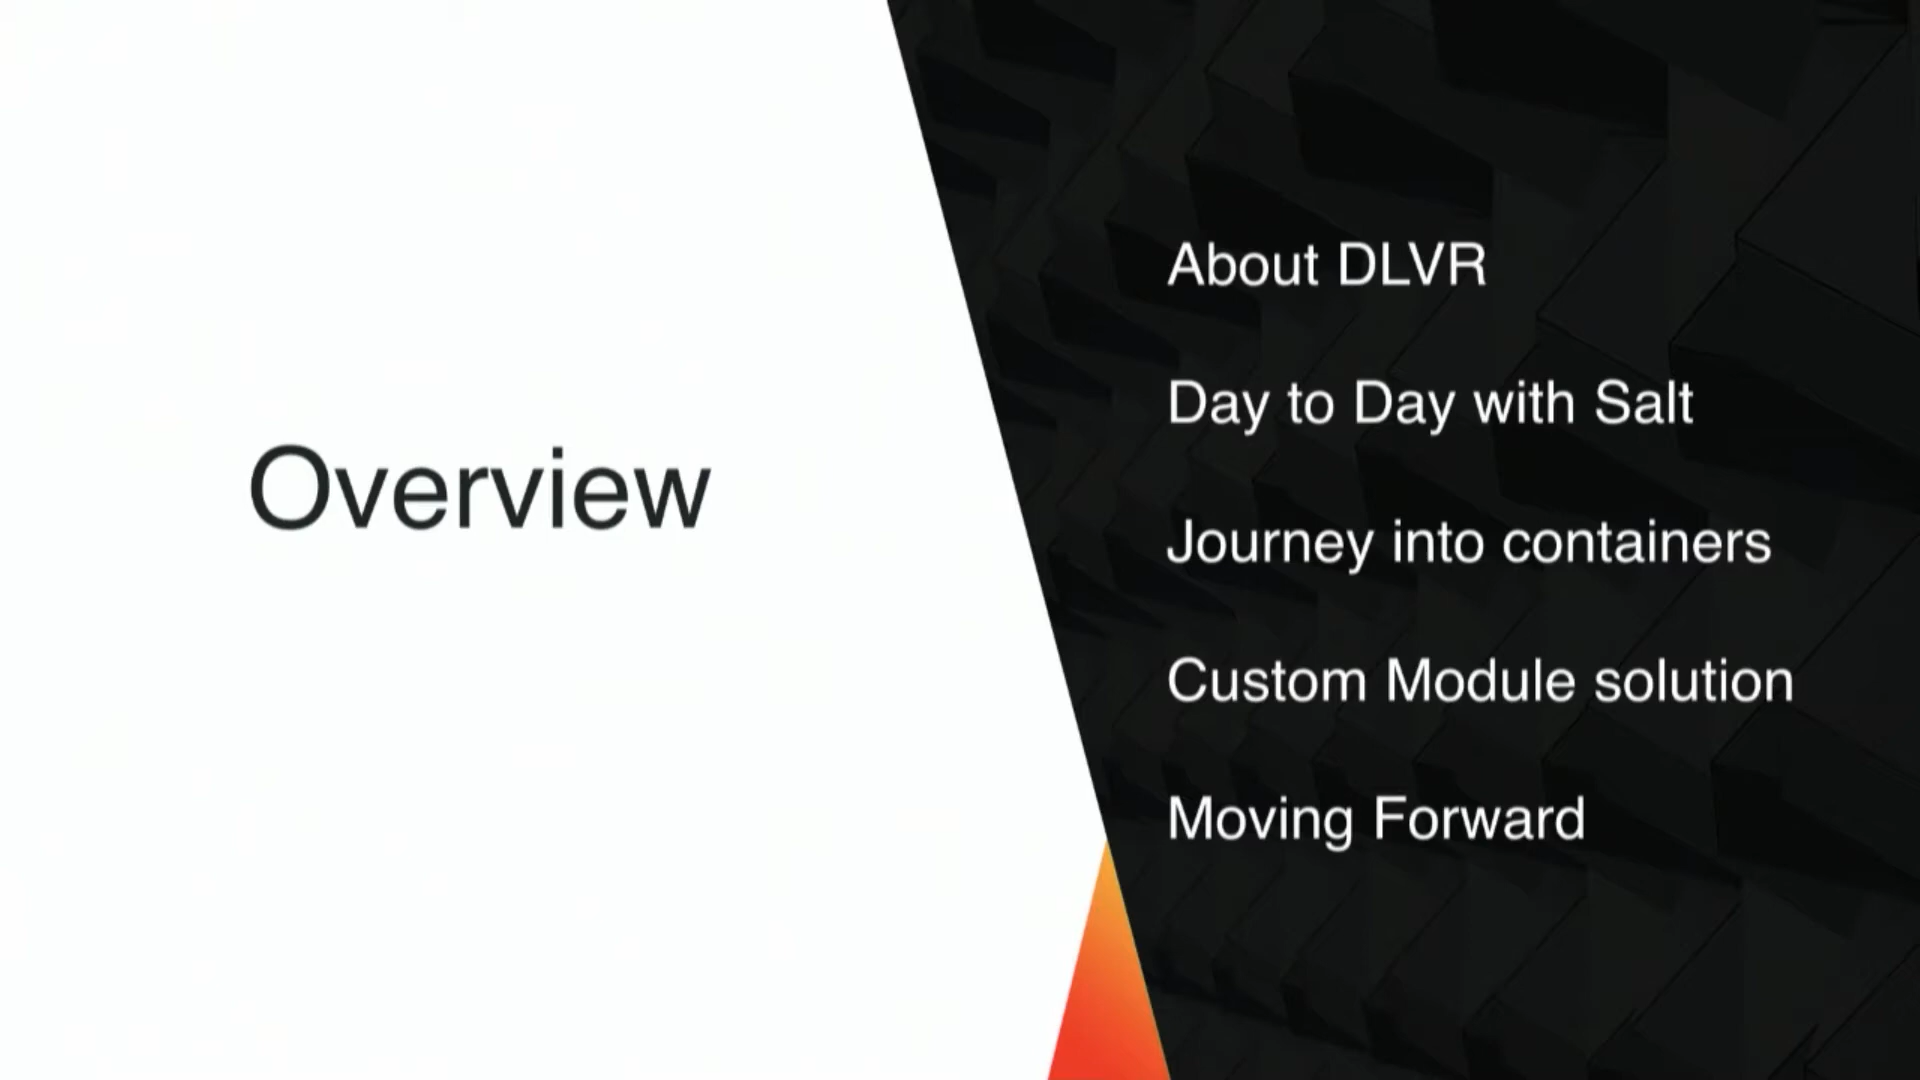 Overview
About DLVR
Day to Day with Salt
Journey into containers
Custom Module solution
Moving Forward